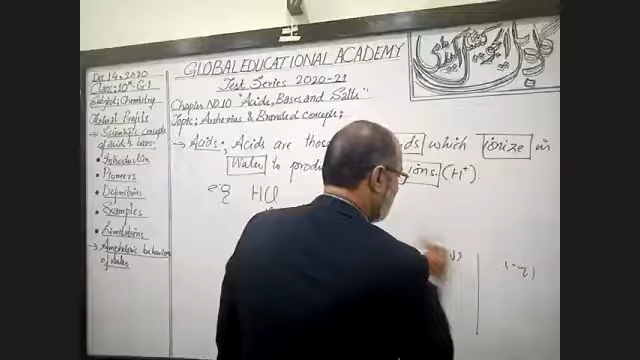 GLOBAL EDUCATIONAL ACADEMY
Test Series 2020-21
Chapter No.10 "Acids, Bases and Salts"
Topic; Arrhenius & Bronsted concepts;
→ Acids; Acids are those ds which ionize in
Water to produ ions. (H⁺).
e.g HCl
Dec 14, 2020
Class; 10th G:1
Subject; Chemistry
→ Scientific concepts
of acids & bases;
• Introduction
• Pioneers
• Definitions
• Examples
• Limitations
→ Amphoteric behaviour
of Water